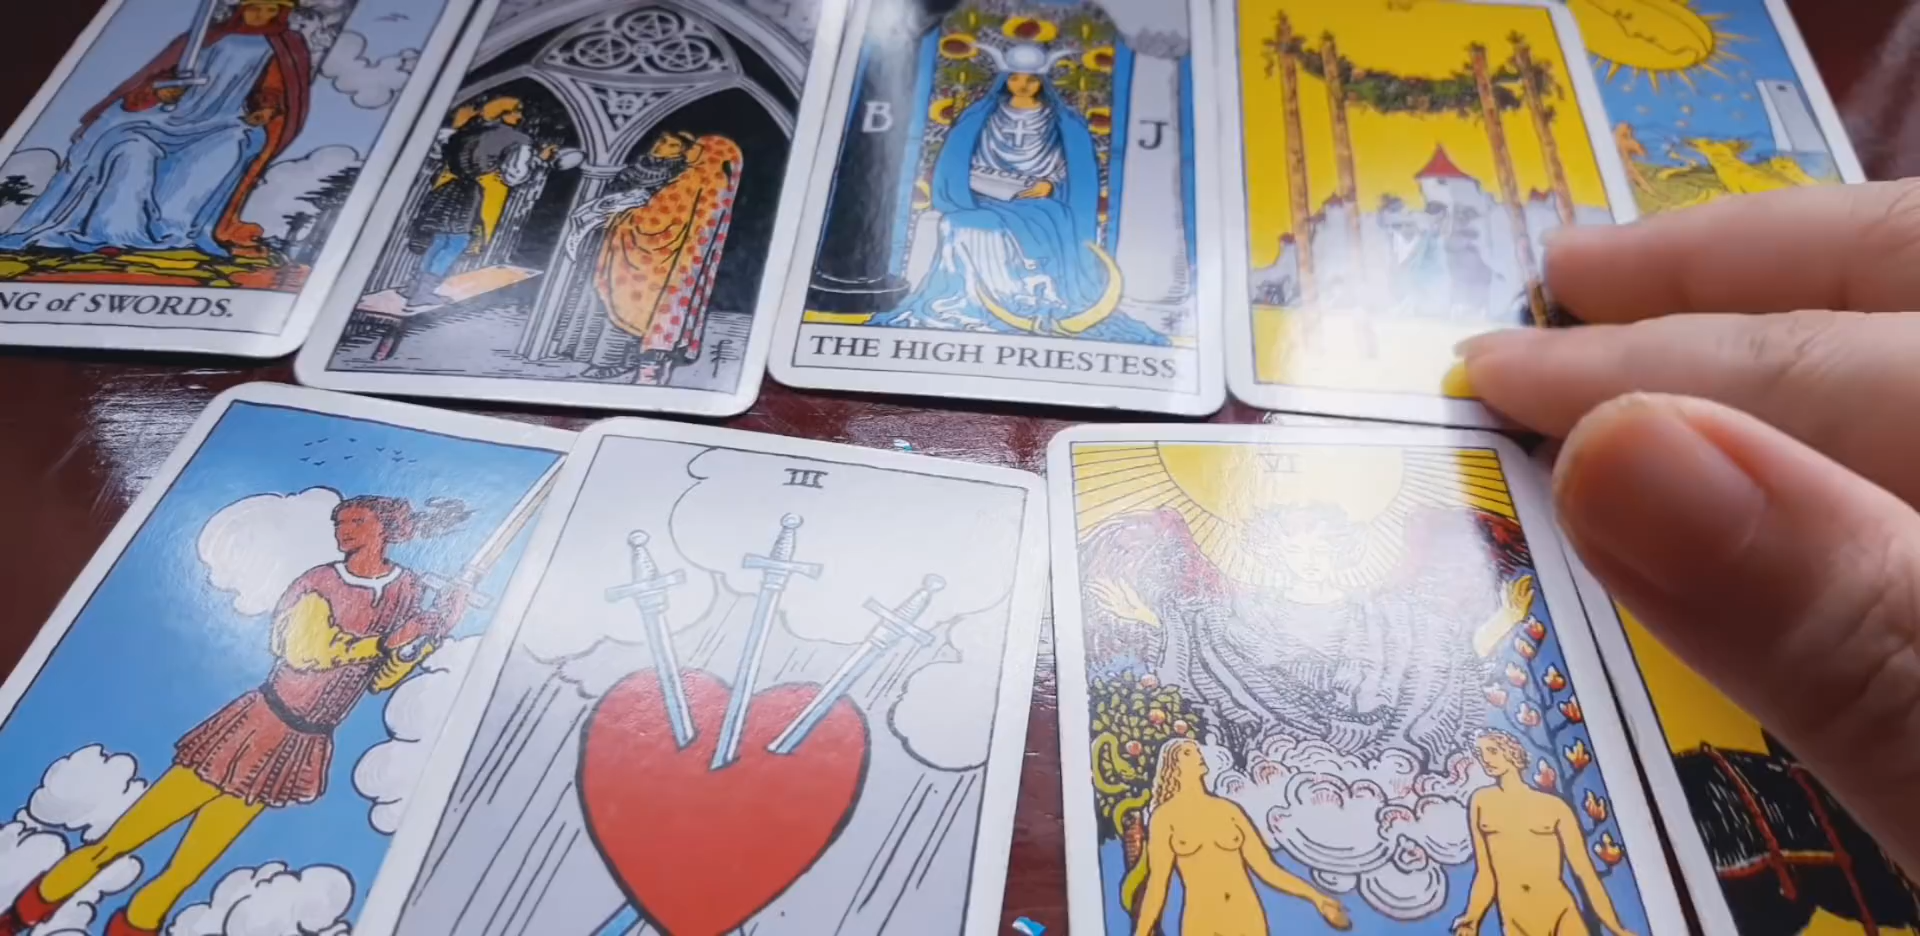 NG of SWORDS.
B
J
THE HIGH PRIESTESS
III
VI